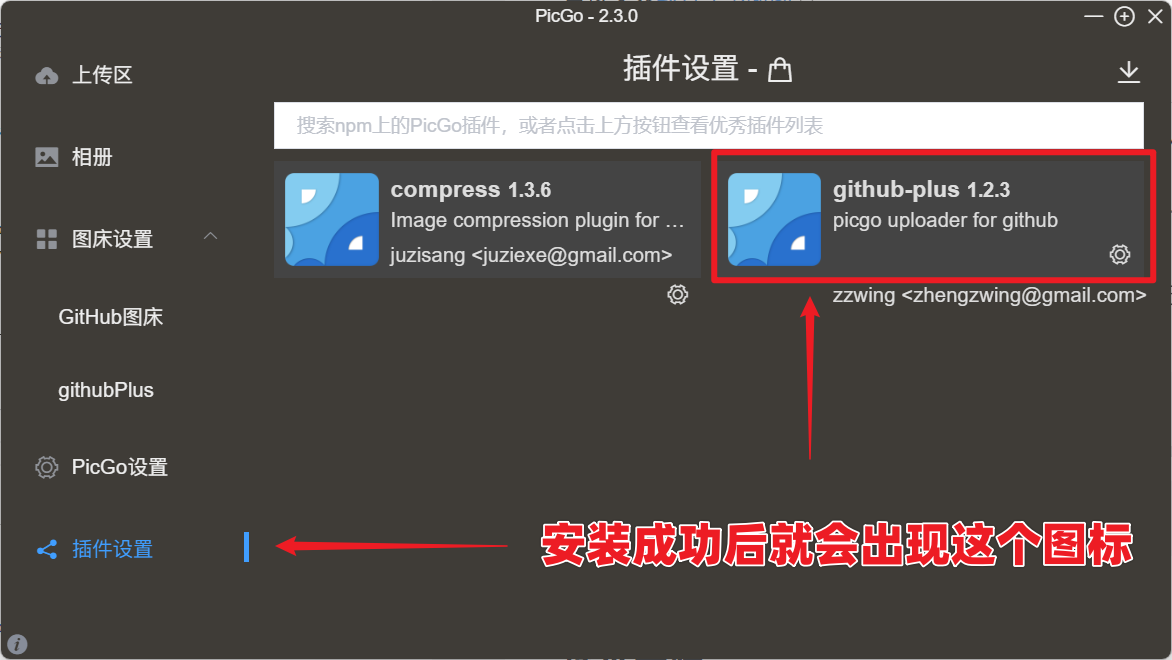 PicGo - 2.3.0
上传区
相册
图床设置
GitHub图床
githubPlus
PicGo设置
插件设置
插件设置 -
搜索npm上的PicGo插件，或者点击上方按钮查看优秀插件列表
compress 1.3.6
Image compression plugin for ...
juzisang <juziexe@gmail.com>
github-plus 1.2.3
picgo uploader for github
zzwing <zhengzwing@gmail.com>
安装成功后就会出现这个图标